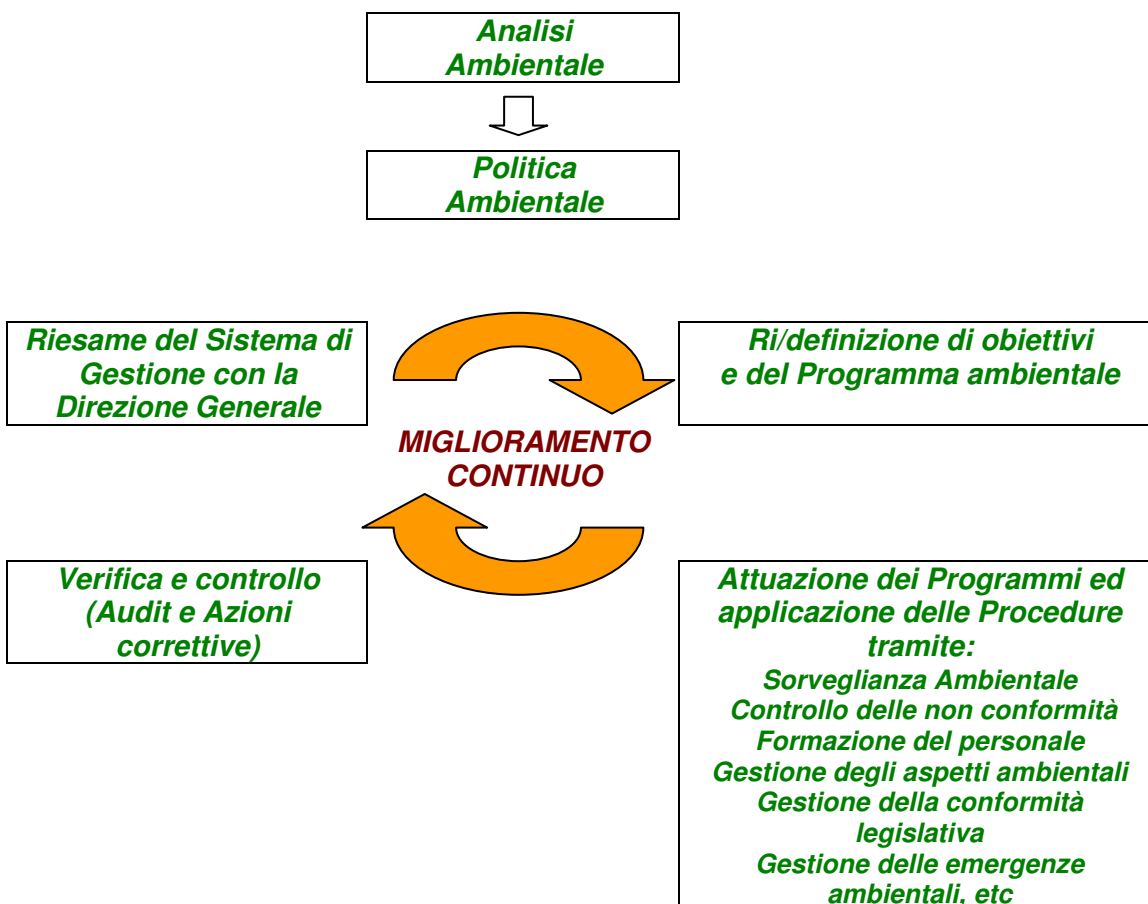 Analisi
Ambientale
Politica
Ambientale
Riesame del Sistema di
Gestione con la
Direzione Generale
Ri/definizione di obiettivi
e del Programma ambientale
MIGLIORAMENTO
CONTINUO
Verifica e controllo
(Audit e Azioni
correttive)
Attuazione dei Programmi ed
applicazione delle Procedure
tramite:
Sorveglianza Ambientale
Controllo delle non conformità
Formazione del personale
Gestione degli aspetti ambientali
Gestione della conformità
legislativa
Gestione delle emergenze
ambientali, etc